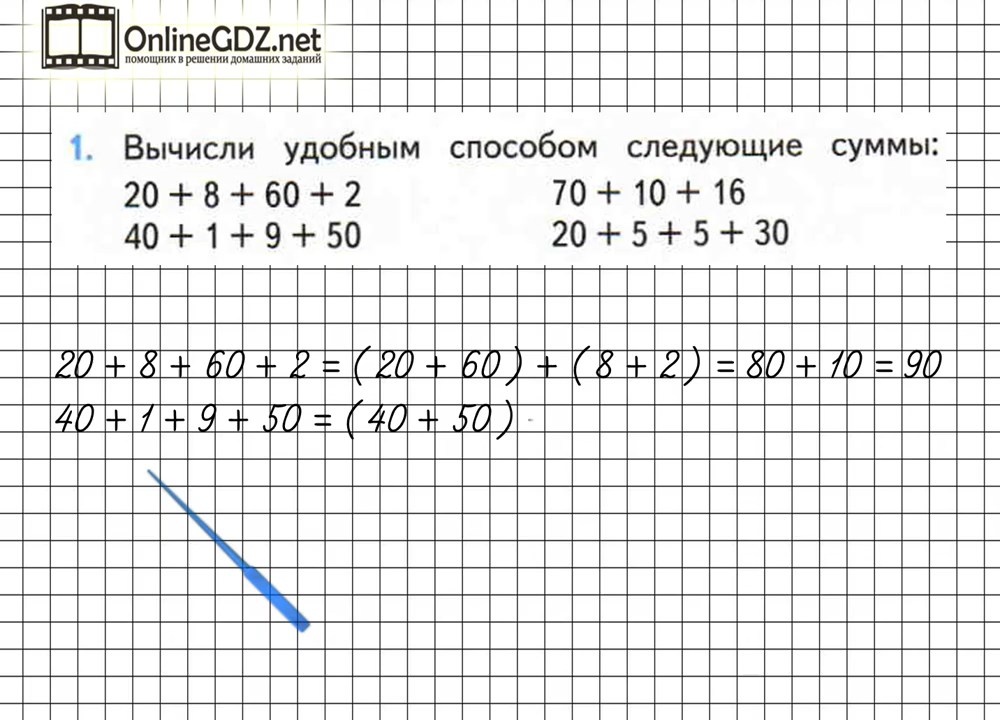 OnlineGDZ.net
помощник в решении домашних заданий
1. Вычисли удобным способом следующие суммы:
20 + 8 + 60 + 2 70 + 10 + 16
40 + 1 + 9 + 50 20 + 5 + 5 + 30
20 + 8 + 60 + 2 = ( 20 + 60 ) + ( 8 + 2 ) = 80 + 10 = 90
40 + 1 + 9 + 50 = ( 40 + 50 )